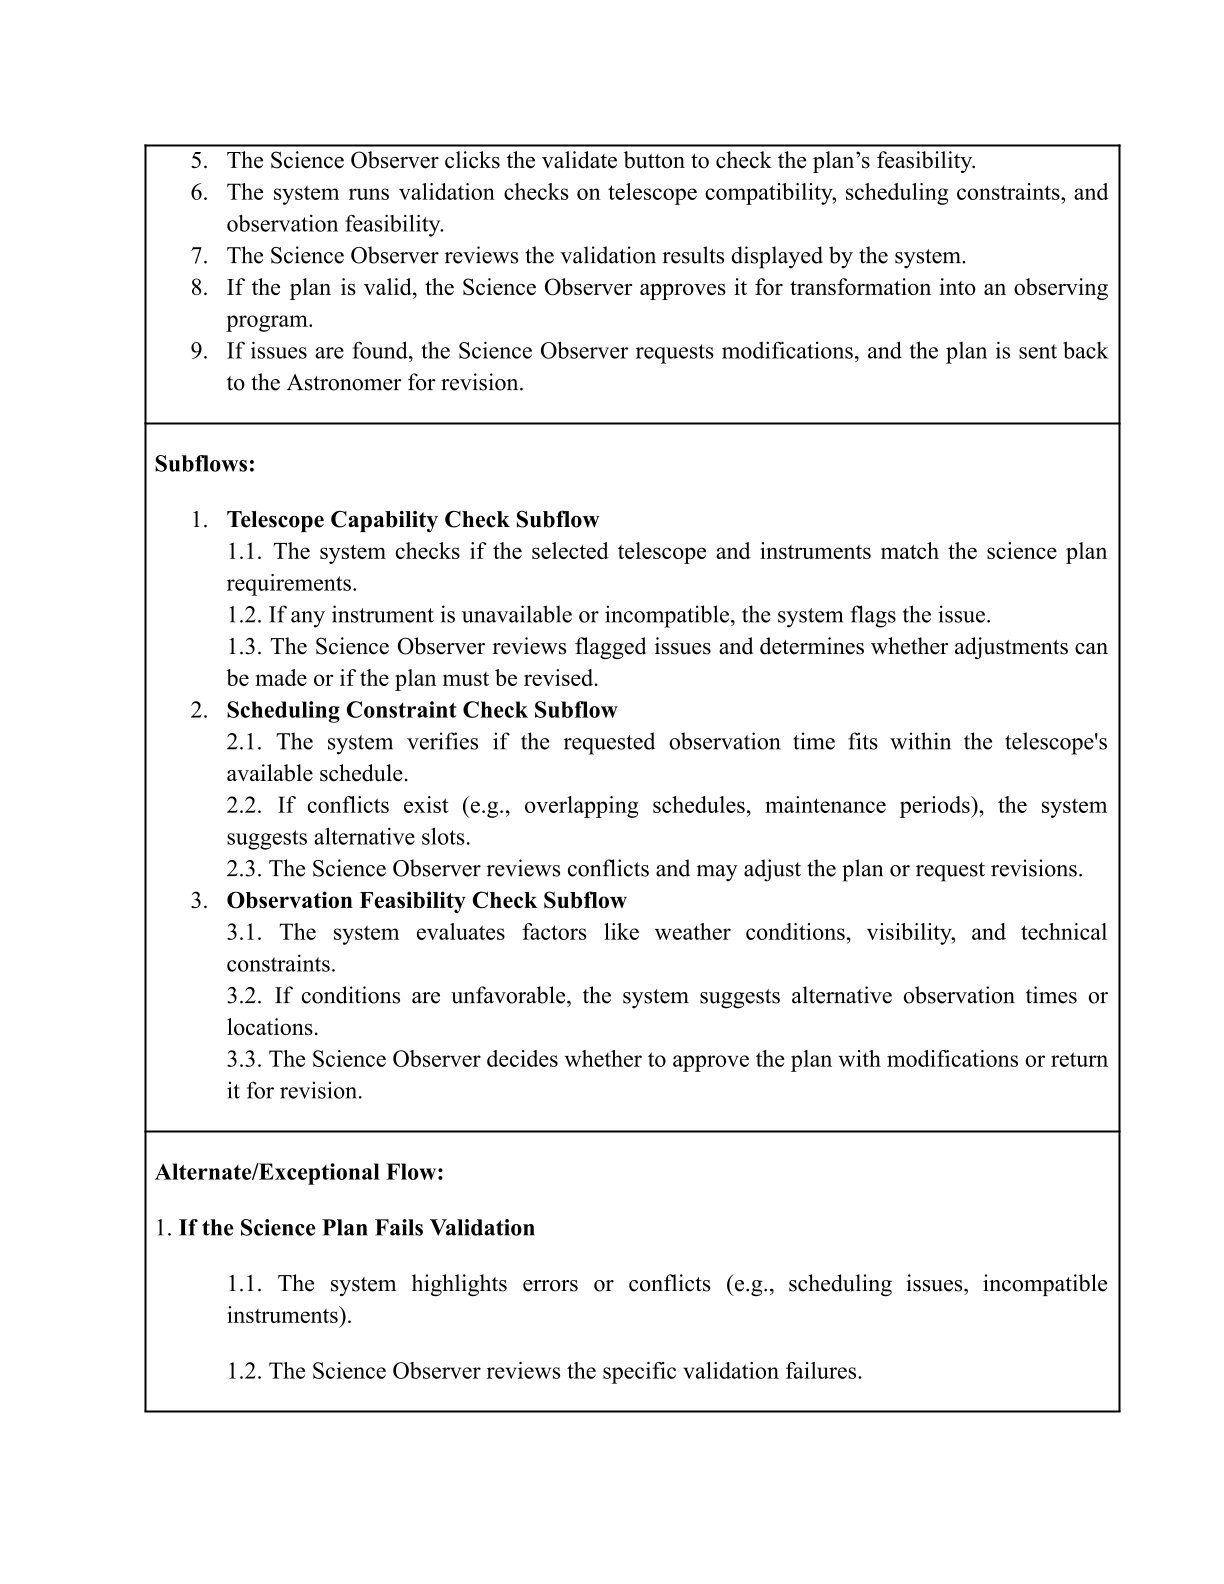 5. The Science Observer clicks the validate button to check the plan’s feasibility.
6. The system runs validation checks on telescope compatibility, scheduling constraints, and
observation feasibility.
7. The Science Observer reviews the validation results displayed by the system.
8. If the plan is valid, the Science Observer approves it for transformation into an observing
program.
9. If issues are found, the Science Observer requests modifications, and the plan is sent back
to the Astronomer for revision.
Subflows:
1. Telescope Capability Check Subflow
1.1. The system checks if the selected telescope and instruments match the science plan
requirements.
1.2. If any instrument is unavailable or incompatible, the system flags the issue.
1.3. The Science Observer reviews flagged issues and determines whether adjustments can
be made or if the plan must be revised.
2. Scheduling Constraint Check Subflow
2.1. The system verifies if the requested observation time fits within the telescope's
available schedule.
2.2. If conflicts exist (e.g., overlapping schedules, maintenance periods), the system
suggests alternative slots.
2.3. The Science Observer reviews conflicts and may adjust the plan or request revisions.
3. Observation Feasibility Check Subflow
3.1. The system evaluates factors like weather conditions, visibility, and technical
constraints.
3.2. If conditions are unfavorable, the system suggests alternative observation times or
locations.
3.3. The Science Observer decides whether to approve the plan with modifications or return
it for revision.
Alternate/Exceptional Flow:
1. If the Science Plan Fails Validation
1.1. The system highlights errors or conflicts (e.g., scheduling issues, incompatible
instruments).
1.2. The Science Observer reviews the specific validation failures.